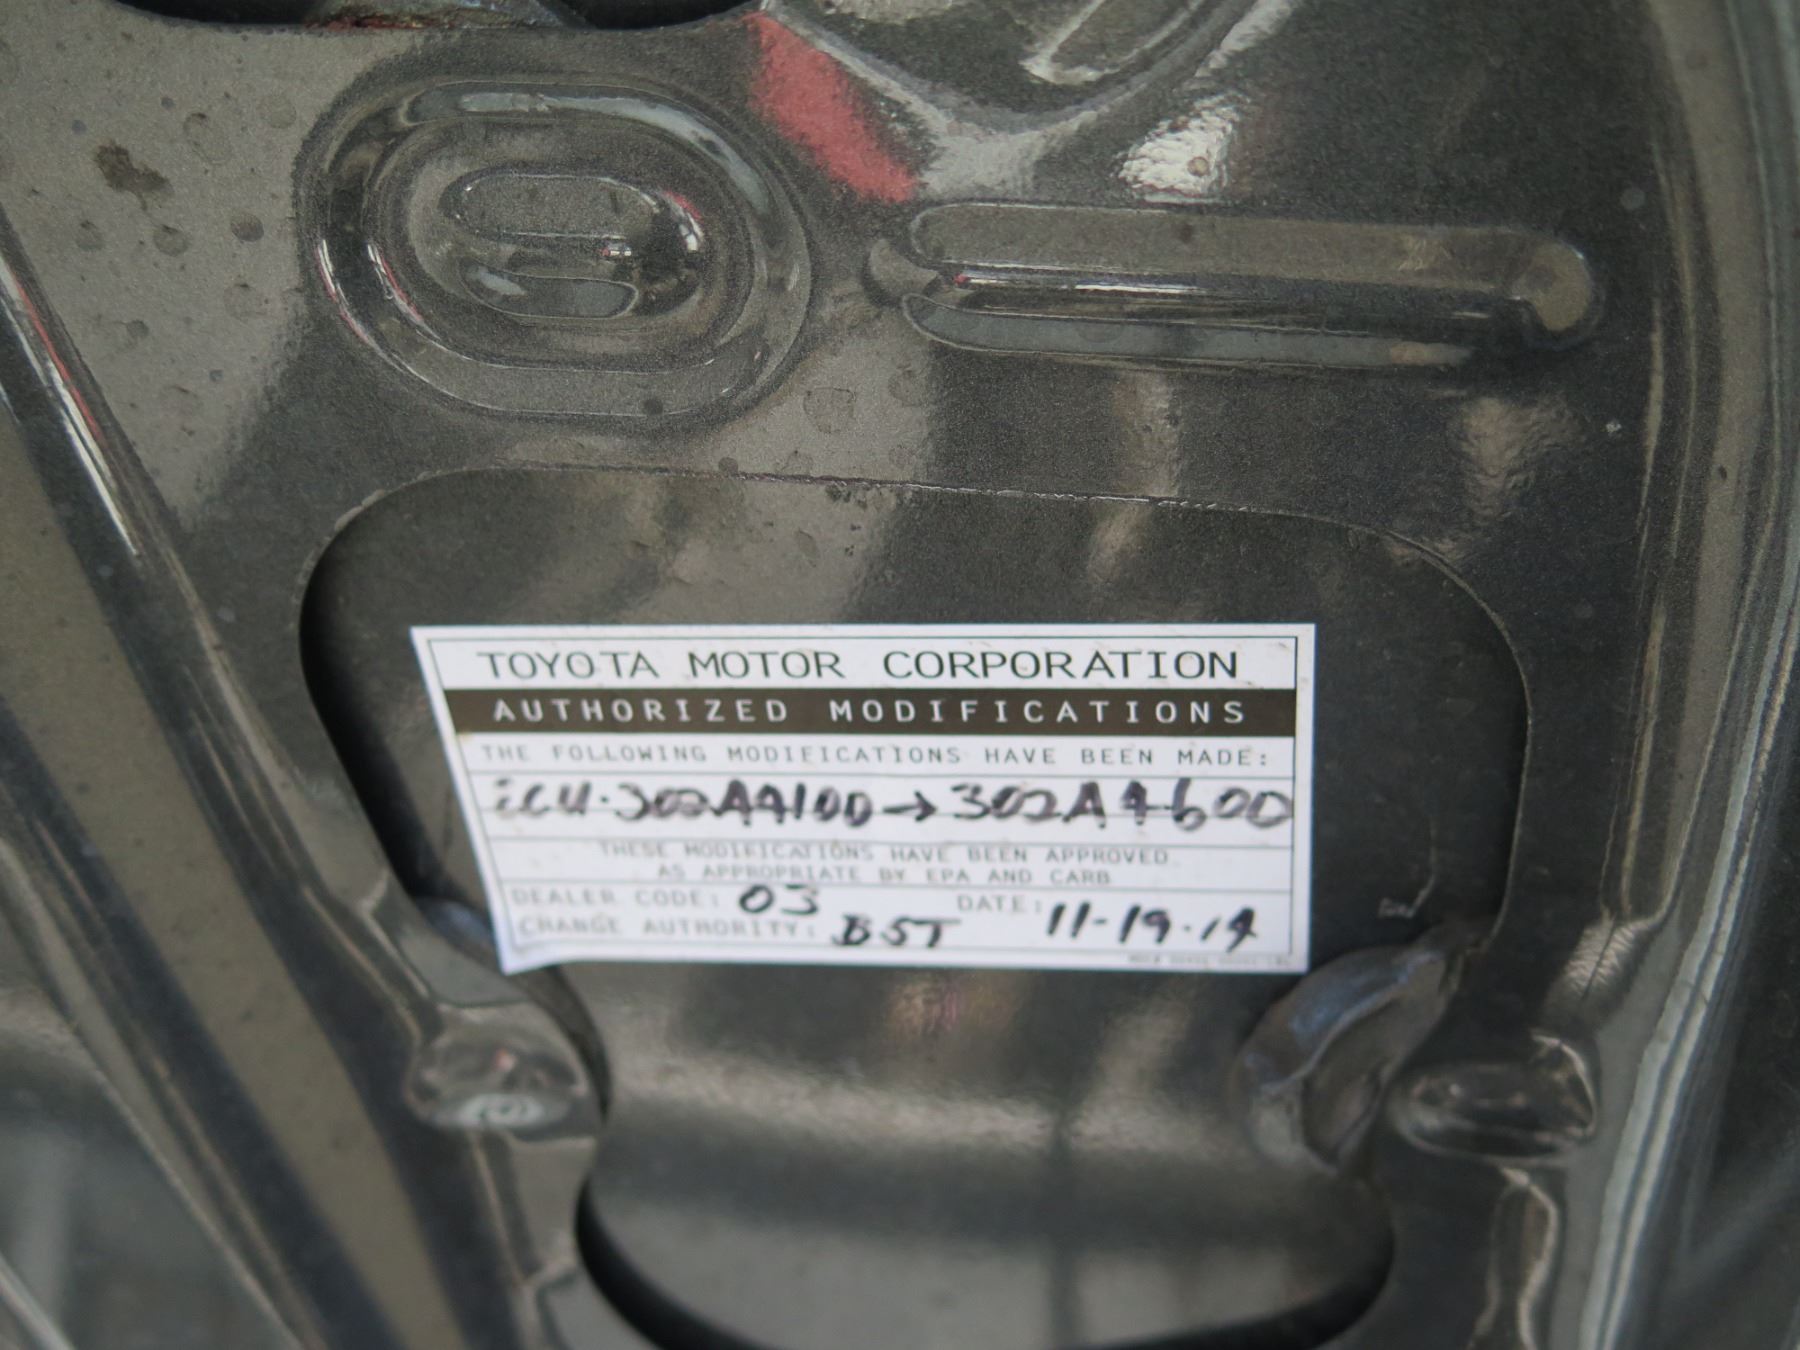 TOYOTA MOTOR CORPORATION
AUTHORIZED MODIFICATIONS
THE FOLLOWING MODIFICATIONS HAVE BEEN MADE:
ECU. 302A4100 → 302A4600
THESE MODIFICATIONS HAVE BEEN APPROVED
AS APPROPRIATE BY EPA AND CARB
DEALER CODE: 03 DATE: 11-19-14
CHANGE AUTHORITY: B5T